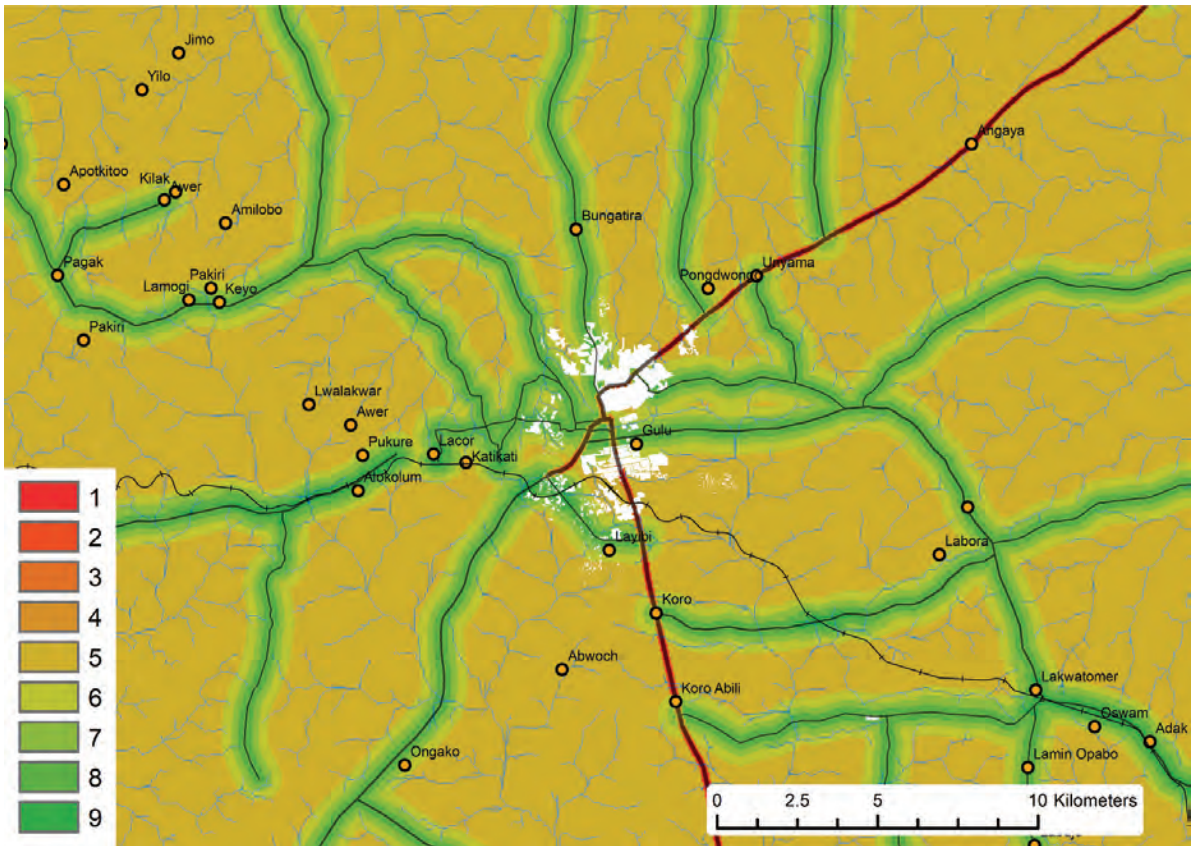 Jimo
Yilo
Angaya
Apotkitoo
Kilak
Awer
Amilobo
Bungatira
Pagak
Pakiri
Lamogi
Keyo
Pongdwong
Unyama
Pakiri
Lwalakwar
Awer
Pukure
Lacor
Katikati
Gulu
Alokolum
Layibi
Labora
Koro
Abwoch
Koro Abili
Lakwatomer
Oswam
Adak
Ongako
Lamin Opabo
1
2
3
4
5
6
7
8
9
0 2.5 5 10 Kilometers